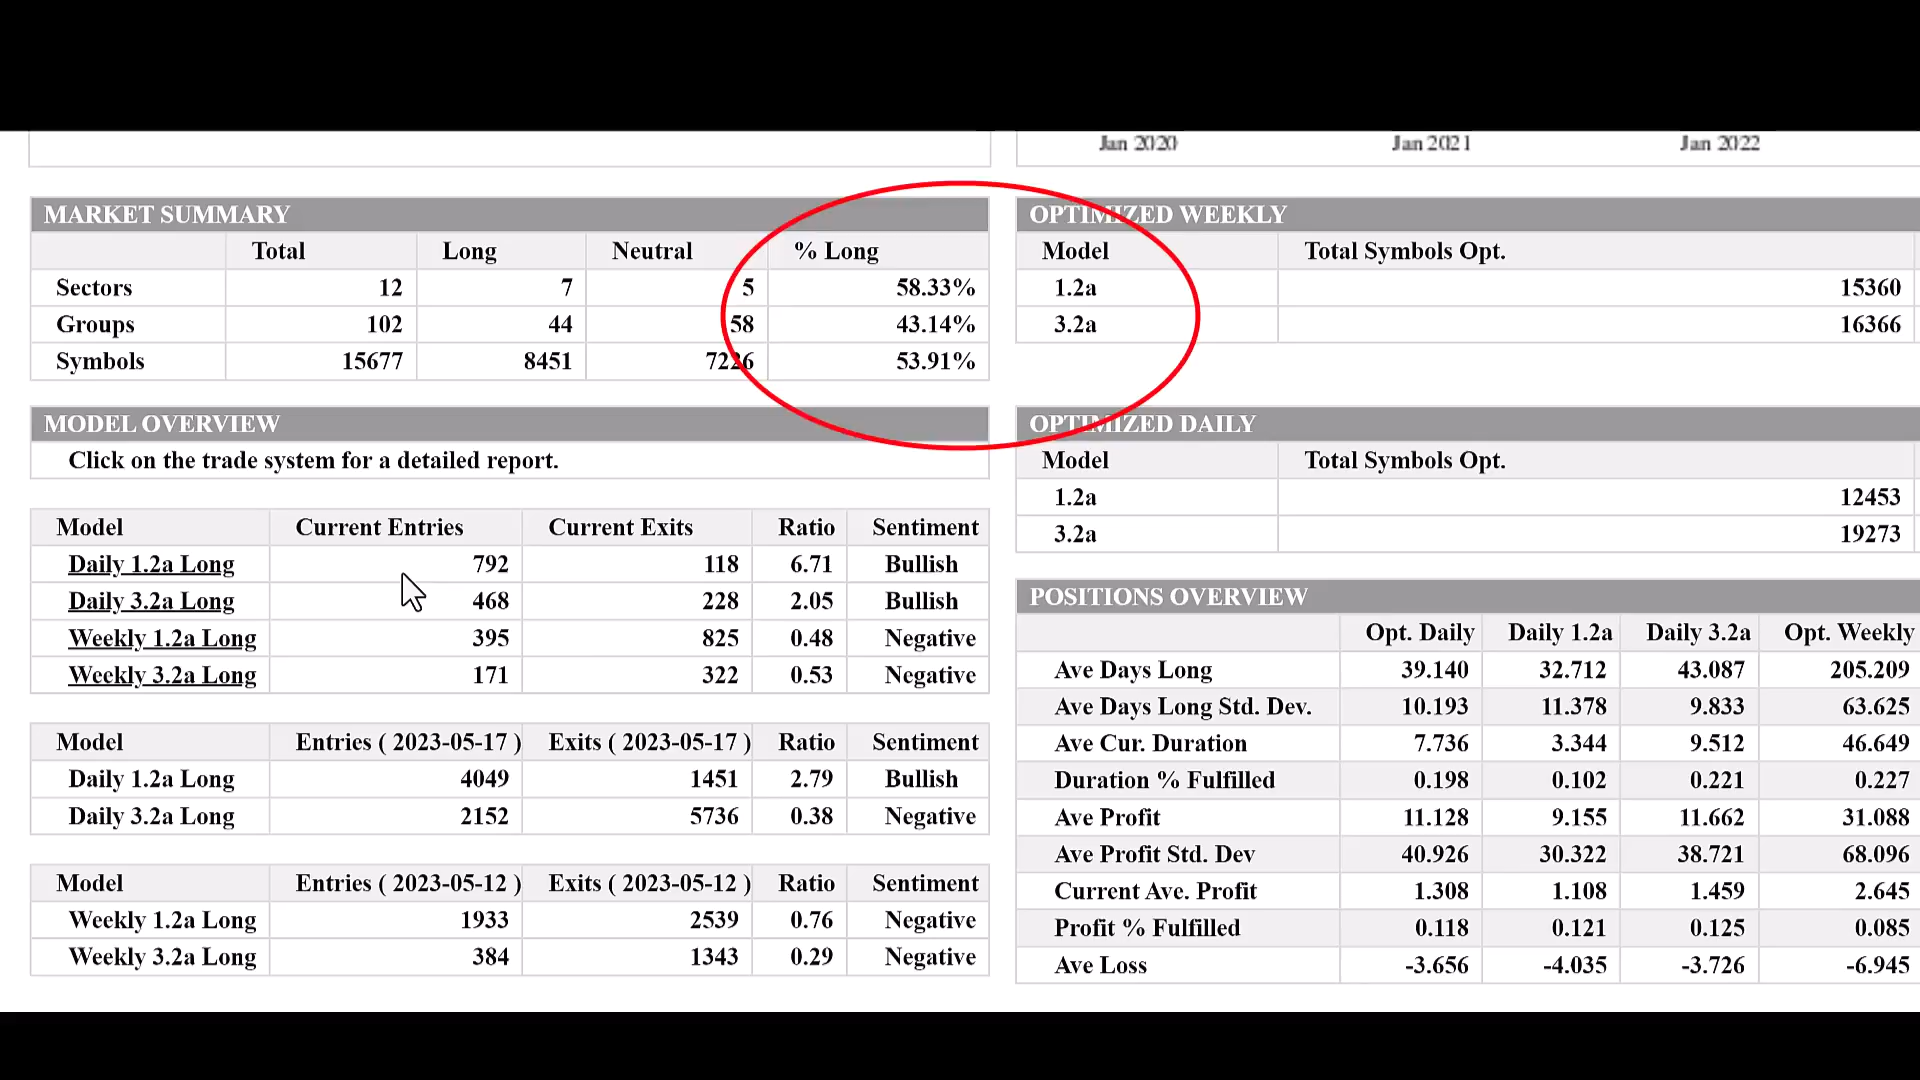 Jan 2020 Jan 2021 Jan 2022
MARKET SUMMARY
Total Long Neutral % Long
Sectors 12 7 5 58.33%
Groups 102 44 58 43.14%
Symbols 15677 8451 7226 53.91%
OPTIMIZED WEEKLY
Model Total Symbols Opt.
1.2a 15360
3.2a 16366
MODEL OVERVIEW
Click on the trade system for a detailed report.
Model Current Entries Current Exits Ratio Sentiment
Daily 1.2a Long 792 118 6.71 Bullish
Daily 3.2a Long 468 228 2.05 Bullish
Weekly 1.2a Long 395 825 0.48 Negative
Weekly 3.2a Long 171 322 0.53 Negative
Model Entries ( 2023-05-17 ) Exits ( 2023-05-17 ) Ratio Sentiment
Daily 1.2a Long 4049 1451 2.79 Bullish
Daily 3.2a Long 2152 5736 0.38 Negative
Model Entries ( 2023-05-12 ) Exits ( 2023-05-12 ) Ratio Sentiment
Weekly 1.2a Long 1933 2539 0.76 Negative
Weekly 3.2a Long 384 1343 0.29 Negative
OPTIMIZED DAILY
Model Total Symbols Opt.
1.2a 12453
3.2a 19273
POSITIONS OVERVIEW
Opt. Daily Daily 1.2a Daily 3.2a Opt. Weekly
Ave Days Long 39.140 32.712 43.087 205.209
Ave Days Long Std. Dev. 10.193 11.378 9.833 63.625
Ave Cur. Duration 7.736 3.344 9.512 46.649
Duration % Fulfilled 0.198 0.102 0.221 0.227
Ave Profit 11.128 9.155 11.662 31.088
Ave Profit Std. Dev 40.926 30.322 38.721 68.096
Current Ave. Profit 1.308 1.108 1.459 2.645
Profit % Fulfilled 0.118 0.121 0.125 0.085
Ave Loss -3.656 -4.035 -3.726 -6.945